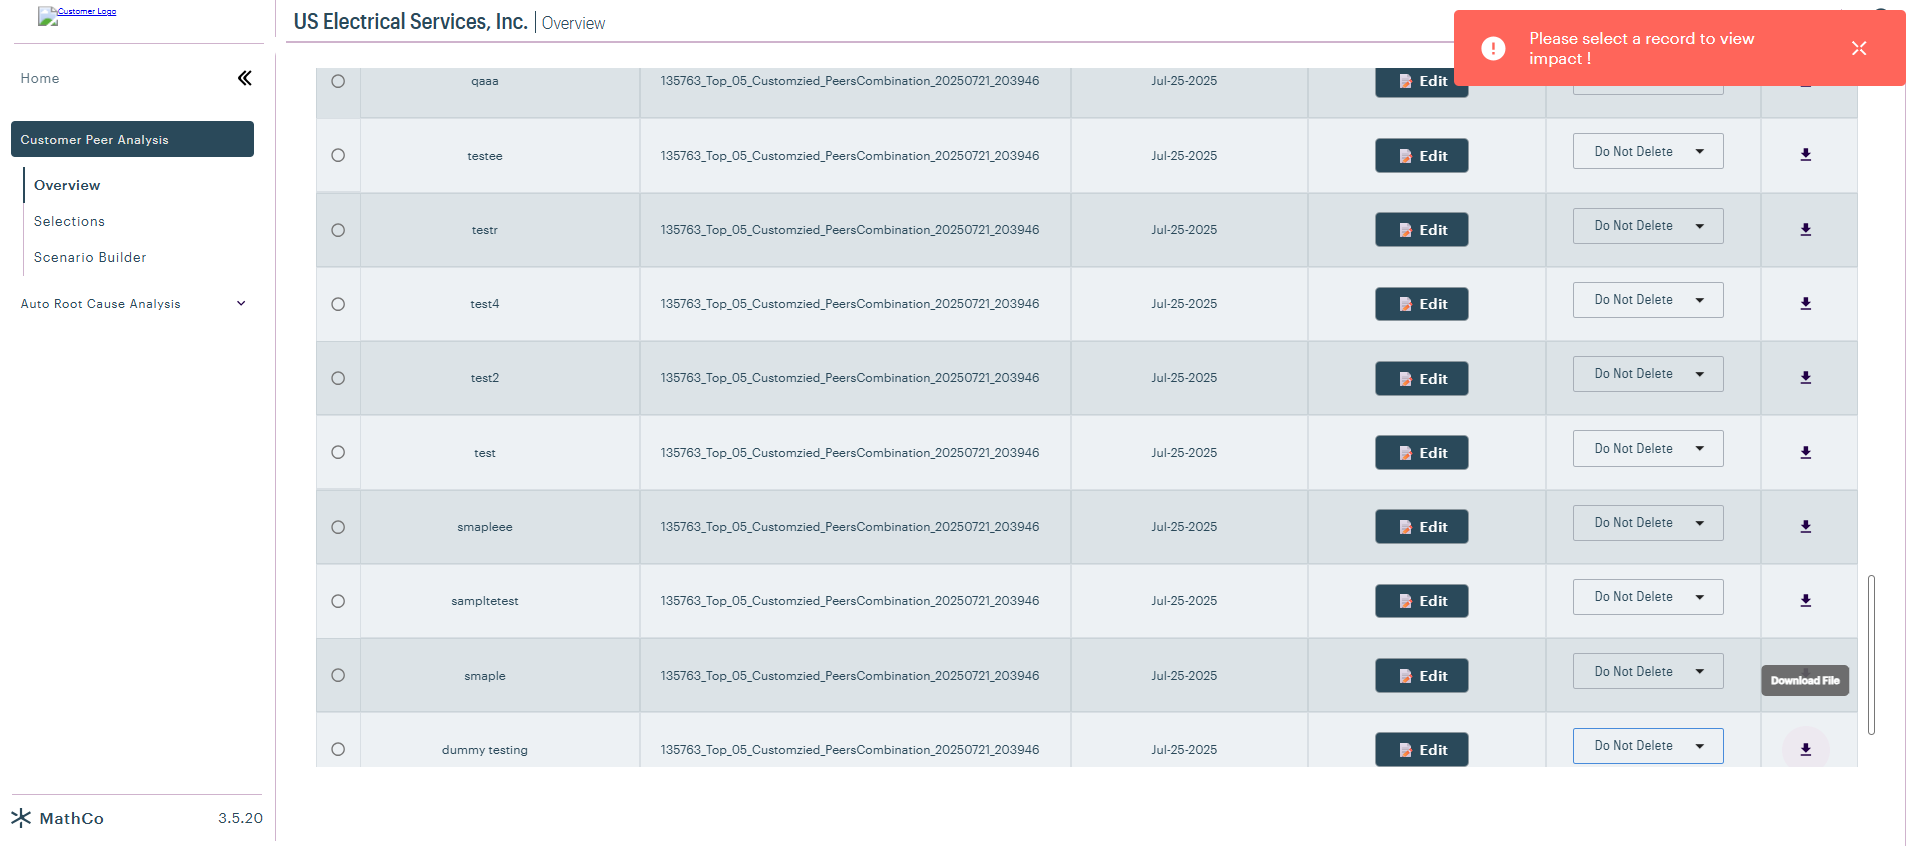 Customer Logo
US Electrical Services, Inc. | Overview
Please select a record to view
impact !
Home
Customer Peer Analysis
Overview
Selections
Scenario Builder
Auto Root Cause Analysis
qaaa 135763_Top_05_Customzied_PeersCombination_20250721_203946 Jul-25-2025 Edit
testee 135763_Top_05_Customzied_PeersCombination_20250721_203946 Jul-25-2025 Edit Do Not Delete
testr 135763_Top_05_Customzied_PeersCombination_20250721_203946 Jul-25-2025 Edit Do Not Delete
test4 135763_Top_05_Customzied_PeersCombination_20250721_203946 Jul-25-2025 Edit Do Not Delete
test2 135763_Top_05_Customzied_PeersCombination_20250721_203946 Jul-25-2025 Edit Do Not Delete
test 135763_Top_05_Customzied_PeersCombination_20250721_203946 Jul-25-2025 Edit Do Not Delete
smapleee 135763_Top_05_Customzied_PeersCombination_20250721_203946 Jul-25-2025 Edit Do Not Delete
sampltetest 135763_Top_05_Customzied_PeersCombination_20250721_203946 Jul-25-2025 Edit Do Not Delete
smaple 135763_Top_05_Customzied_PeersCombination_20250721_203946 Jul-25-2025 Edit Do Not Delete
Download File
dummy testing 135763_Top_05_Customzied_PeersCombination_20250721_203946 Jul-25-2025 Edit Do Not Delete
MathCo 3.5.20